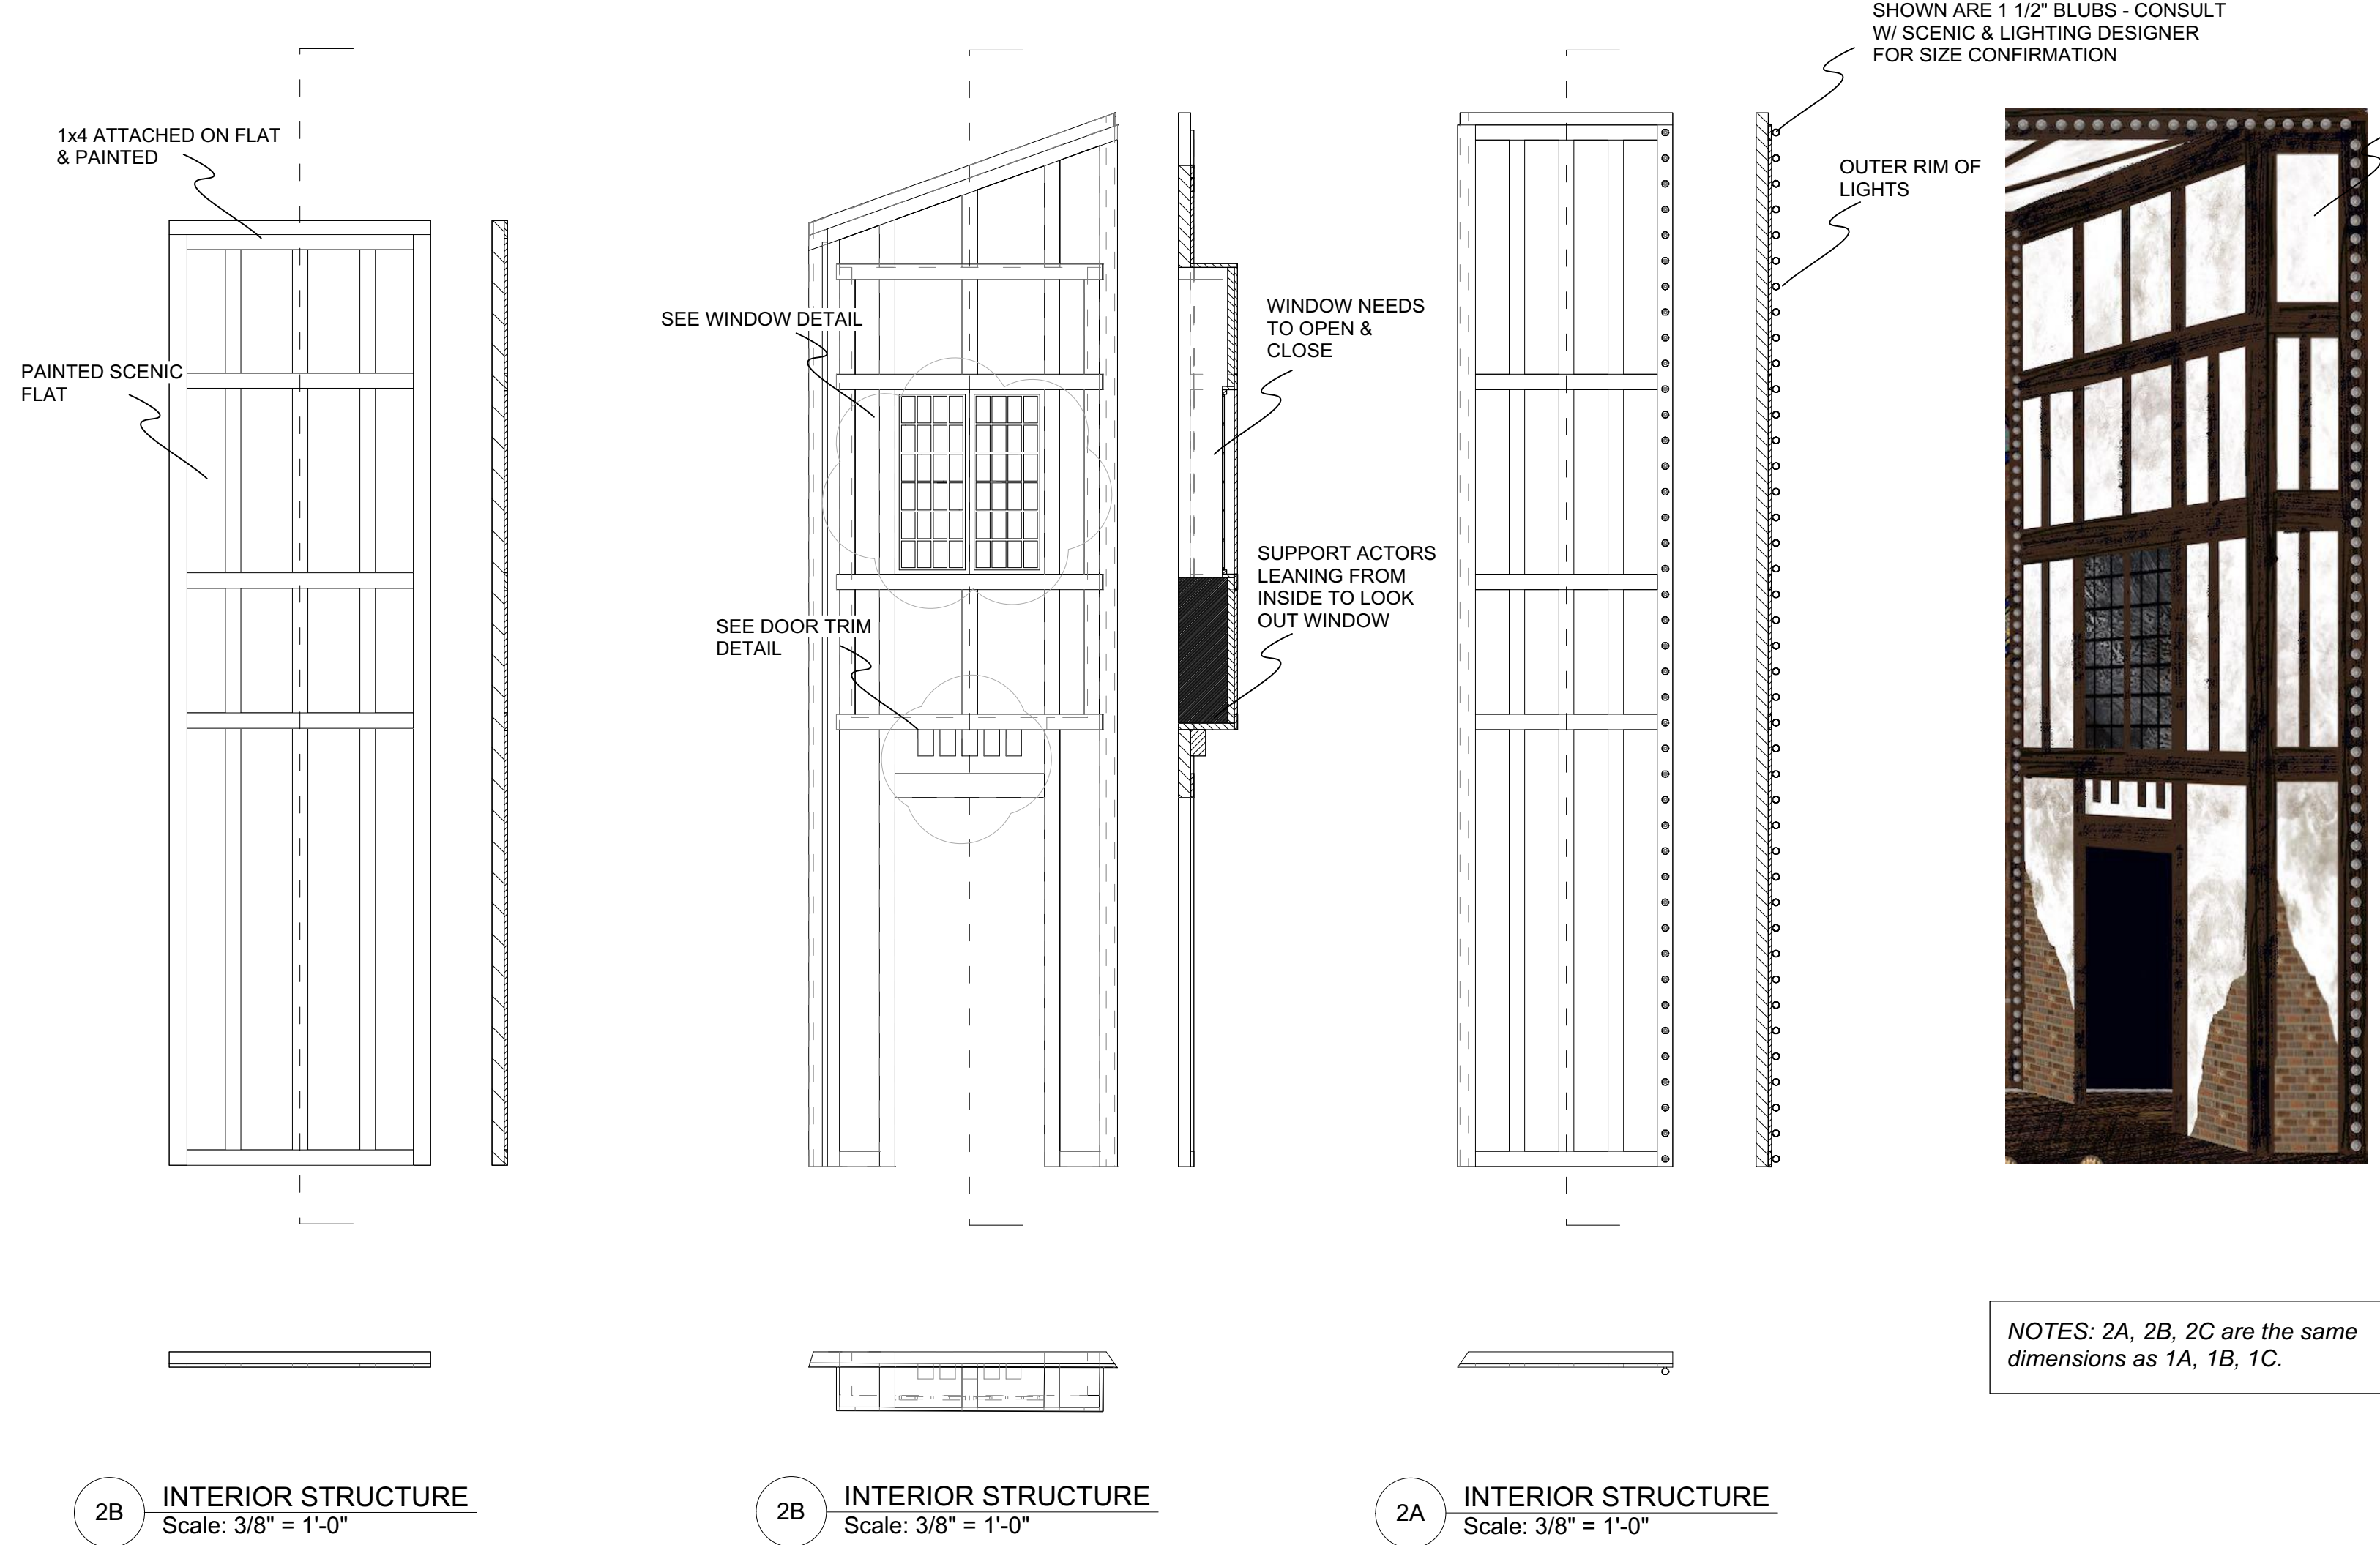 SHOWN ARE 1 1/2" BLUBS - CONSULT
W/ SCENIC & LIGHTING DESIGNER
FOR SIZE CONFIRMATION
1x4 ATTACHED ON FLAT
& PAINTED
OUTER RIM OF
LIGHTS
SEE WINDOW DETAIL
WINDOW NEEDS
TO OPEN &
CLOSE
PAINTED SCENIC
FLAT
SUPPORT ACTORS
LEANING FROM
INSIDE TO LOOK
OUT WINDOW
SEE DOOR TRIM
DETAIL
NOTES: 2A, 2B, 2C are the same
dimensions as 1A, 1B, 1C.
2B
INTERIOR STRUCTURE
Scale: 3/8" = 1'-0"
2B
INTERIOR STRUCTURE
Scale: 3/8" = 1'-0"
2A
INTERIOR STRUCTURE
Scale: 3/8" = 1'-0"